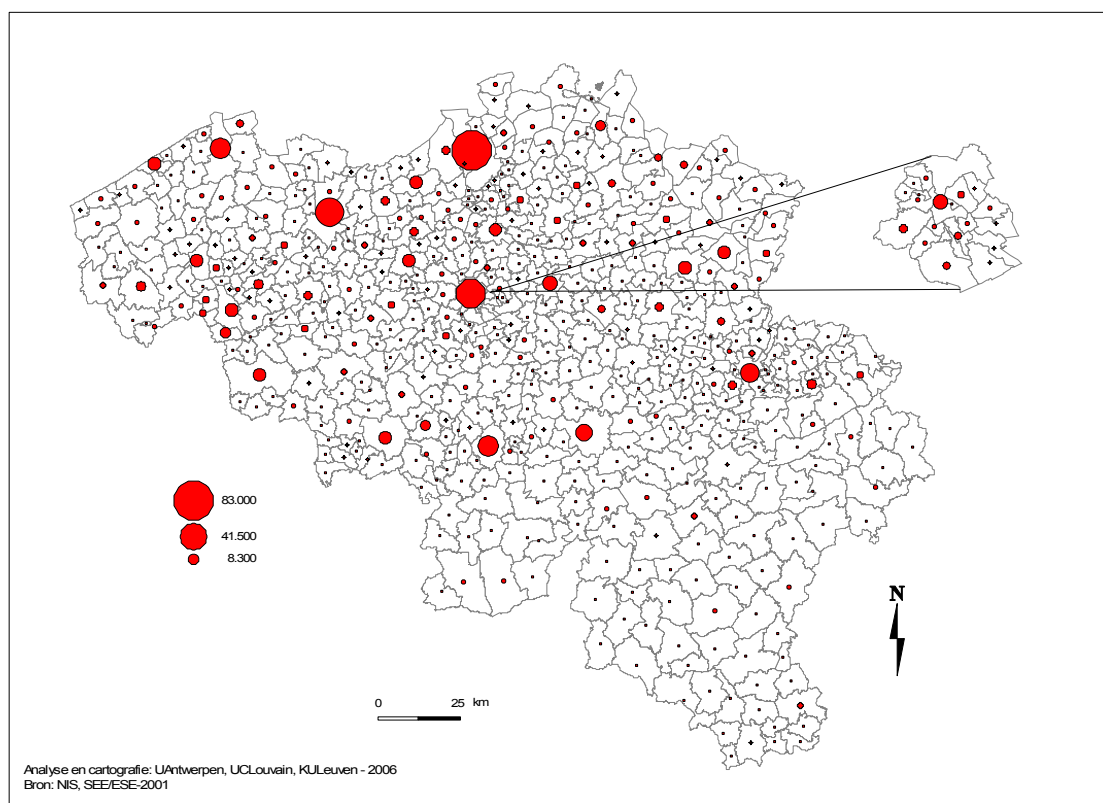 83.000
41.500
8.300
N
0 25 km
Analyse en cartografie: UAntwerpen, UCLouvain, KULeuven - 2006
Bron: NIS, SEE/ESE-2001